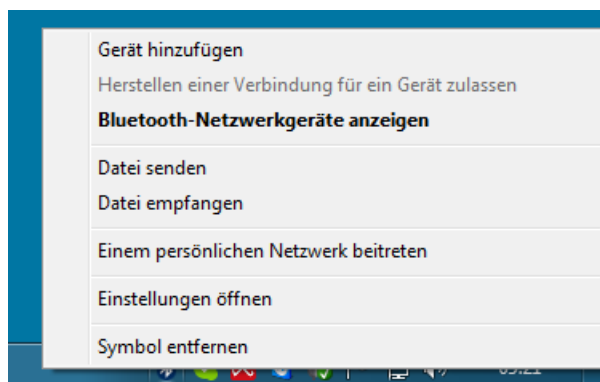 Gerät hinzufügen
Herstellen einer Verbindung für ein Gerät zulassen
Bluetooth-Netzwerkgeräte anzeigen
Datei senden
Datei empfangen
Einem persönlichen Netzwerk beitreten
Einstellungen öffnen
Symbol entfernen